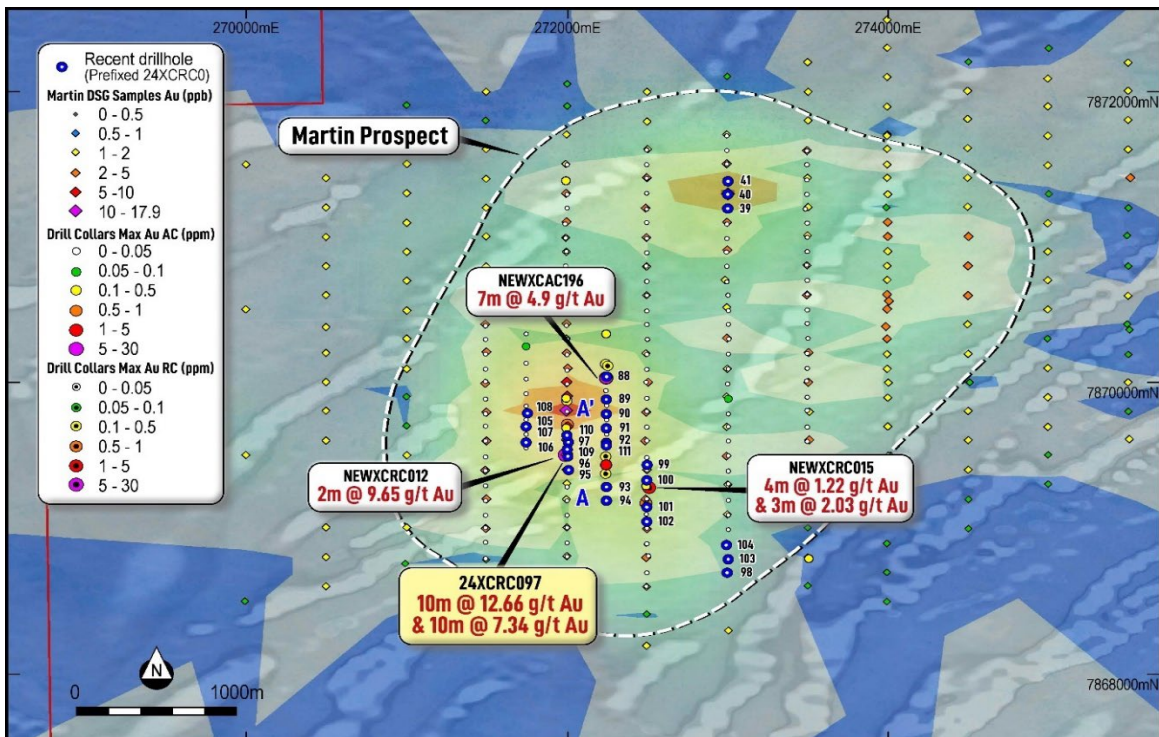 270000mE
272000mE
274000mE
Recent drillhole
(Prefixed 24XCRC0)
Martin DSG Samples Au (ppb)
0 - 0.5
0.5 - 1
1 - 2
2 - 5
5 -10
10 - 17.9
Drill Collars Max Au AC (ppm)
0 - 0.05
0.05 - 0.1
0.1 - 0.5
0.5 - 1
1 - 5
5 - 30
Drill Collars Max Au RC (ppm)
0 - 0.05
0.05 - 0.1
0.1 - 0.5
0.5 - 1
1 - 5
5 - 30
7872000mN
Martin Prospect
41
40
39
NEWXCAC196
7m @ 4.9 g/t Au
88
7870000mN
89
108
A'
90
105
110
91
107
97
92
106
109
111
96
99
95
100
NEWXCRC012
2m @ 9.65 g/t Au
NEWXCRC015
4m @ 1.22 g/t Au
& 3m @ 2.03 g/t Au
93
A
94
101
102
104
103
98
24XCRC097
10m @ 12.66 g/t Au
& 10m @ 7.34 g/t Au
N
0
1000m
7868000mN